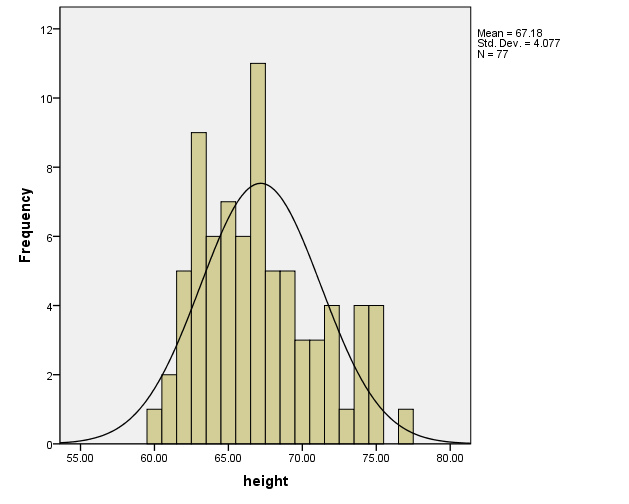 Mean = 67.18
Std. Dev. = 4.077
N = 77
12
10
8
6
4
2
0
Frequency
55.00 60.00 65.00 70.00 75.00 80.00
height